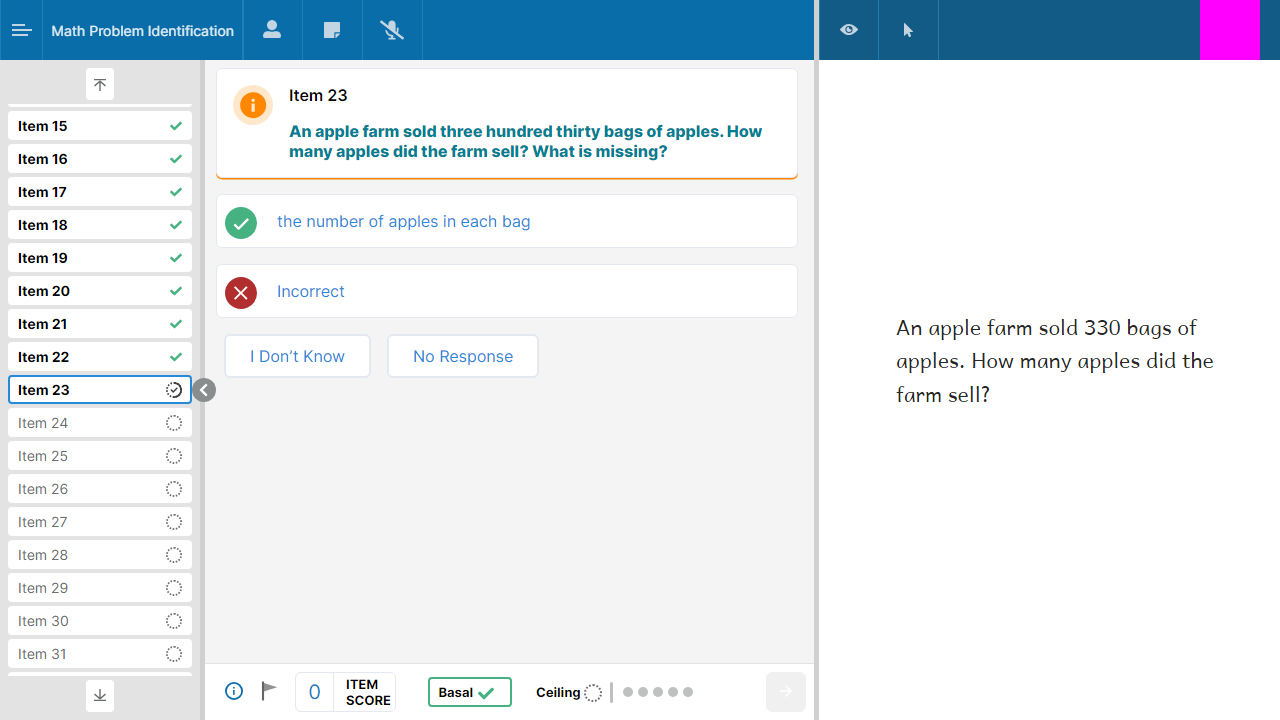 Math Problem Identification
Item 15
Item 16
Item 17
Item 18
Item 19
Item 20
Item 21
Item 22
Item 23
Item 24
Item 25
Item 26
Item 27
Item 28
Item 29
Item 30
Item 31
Item 23
An apple farm sold three hundred thirty bags of apples. How
many apples did the farm sell? What is missing?
the number of apples in each bag
Incorrect
I Don’t Know
No Response
0
ITEM
SCORE
Basal
Ceiling
An apple farm sold 330 bags of
apples. How many apples did the
farm sell?